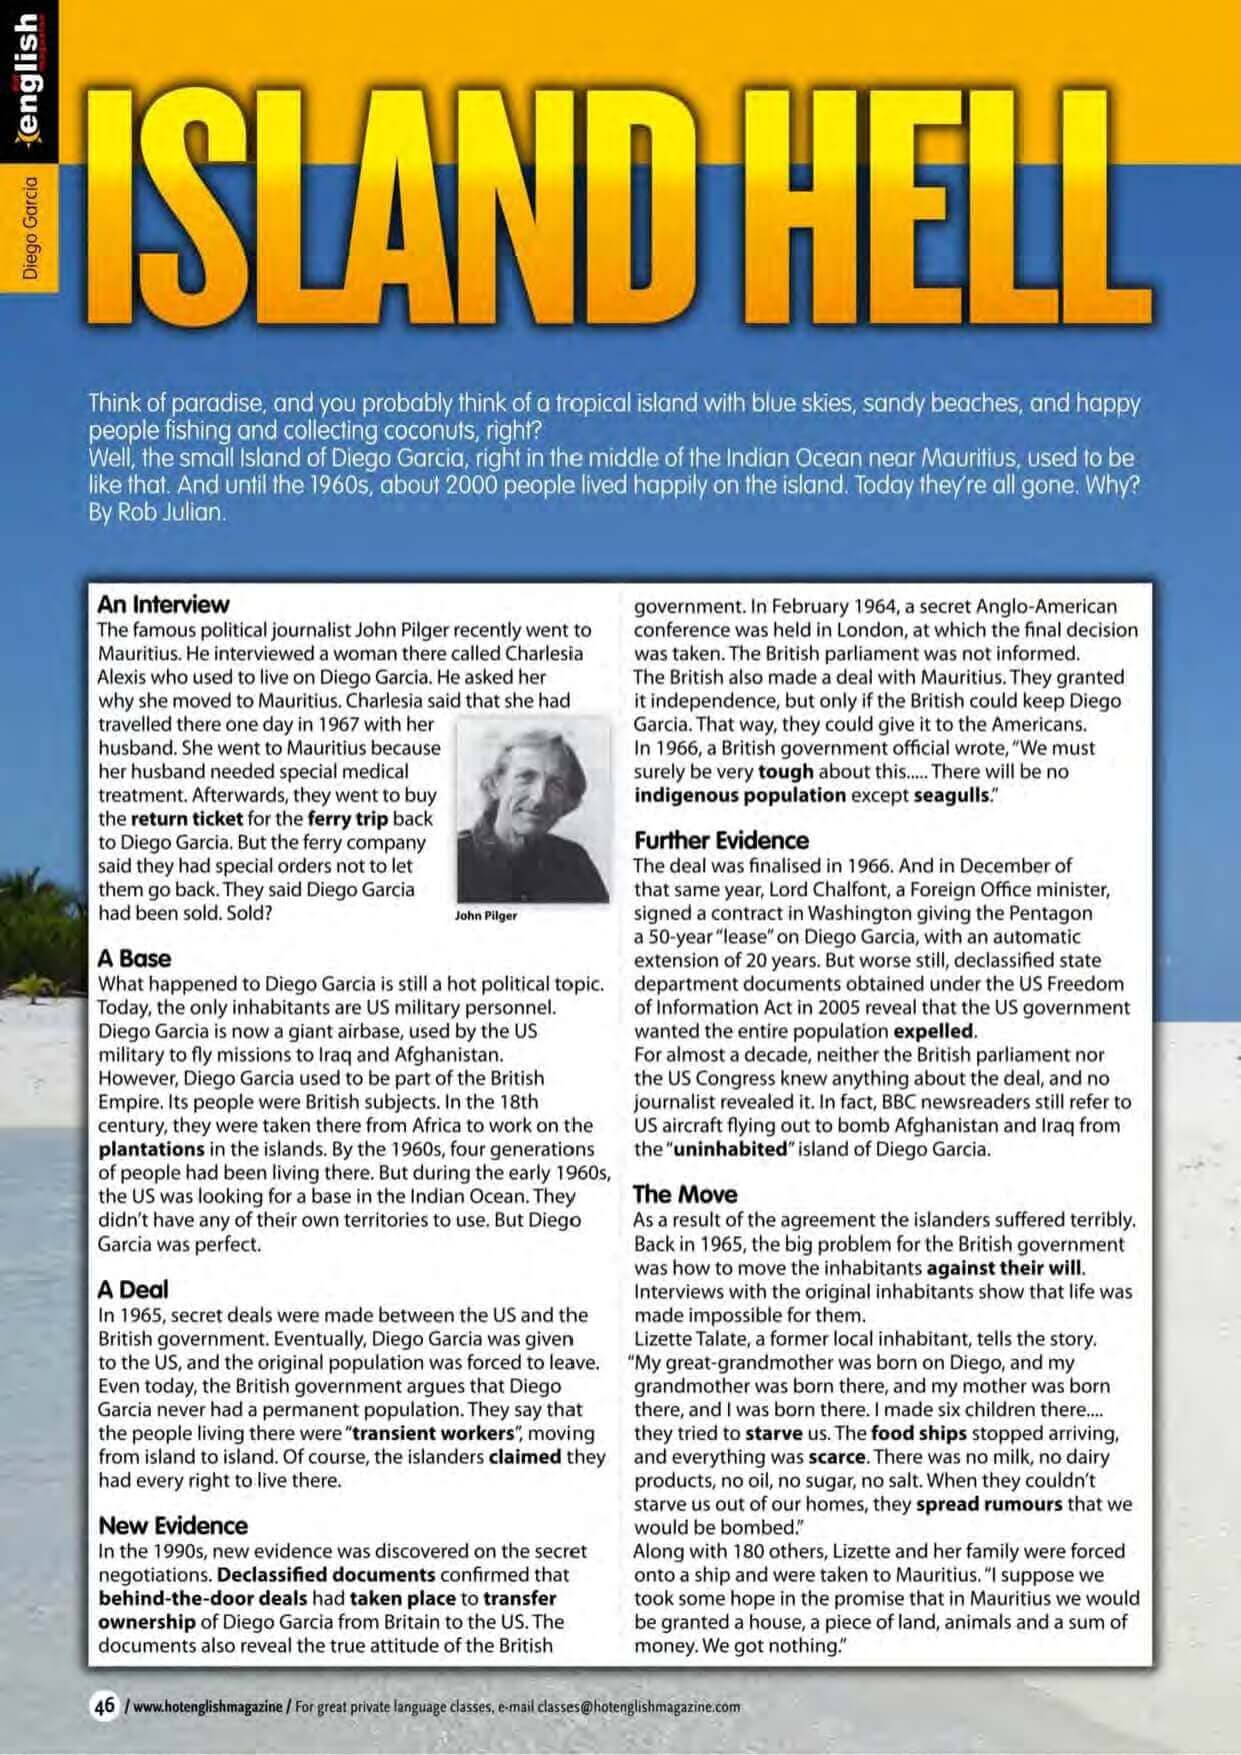 hot
english
magazine
Diego Garcia
ISLAND HELL
Think of paradise, and you probably think of a tropical island with blue skies, sandy beaches, and happy
people fishing and collecting coconuts, right?
Well, the small Island of Diego Garcia, right in the middle of the Indian Ocean near Mauritius, used to be
like that. And until the 1960s, about 2000 people lived happily on the island. Today they're all gone. Why?
By Rob Julian.
An Interview
The famous political journalist John Pilger recently went to
Mauritius. He interviewed a woman there called Charlesia
Alexis who used to live on Diego Garcia. He asked her
why she moved to Mauritius. Charlesia said that she had
travelled there one day in 1967 with her
husband. She went to Mauritius because
her husband needed special medical
treatment. Afterwards, they went to buy
the return ticket for the ferry trip back
to Diego Garcia. But the ferry company
said they had special orders not to let
them go back. They said Diego Garcia
had been sold. Sold?
John Pilger
A Base
What happened to Diego Garcia is still a hot political topic.
Today, the only inhabitants are US military personnel.
Diego Garcia is now a giant airbase, used by the US
military to fly missions to Iraq and Afghanistan.
However, Diego Garcia used to be part of the British
Empire. Its people were British subjects. In the 18th
century, they were taken there from Africa to work on the
plantations in the islands. By the 1960s, four generations
of people had been living there. But during the early 1960s,
the US was looking for a base in the Indian Ocean. They
didn't have any of their own territories to use. But Diego
Garcia was perfect.
A Deal
In 1965, secret deals were made between the US and the
British government. Eventually, Diego Garcia was given
to the US, and the original population was forced to leave.
Even today, the British government argues that Diego
Garcia never had a permanent population. They say that
the people living there were "transient workers", moving
from island to island. Of course, the islanders claimed they
had every right to live there.
New Evidence
In the 1990s, new evidence was discovered on the secret
negotiations. Declassified documents confirmed that
behind-the-door deals had taken place to transfer
ownership of Diego Garcia from Britain to the US. The
documents also reveal the true attitude of the British
government. In February 1964, a secret Anglo-American
conference was held in London, at which the final decision
was taken. The British parliament was not informed.
The British also made a deal with Mauritius. They granted
it independence, but only if the British could keep Diego
Garcia. That way, they could give it to the Americans.
In 1966, a British government official wrote, "We must
surely be very tough about this..... There will be no
indigenous population except seagulls."
Further Evidence
The deal was finalised in 1966. And in December of
that same year, Lord Chalfont, a Foreign Office minister,
signed a contract in Washington giving the Pentagon
a 50-year "lease" on Diego Garcia, with an automatic
extension of 20 years. But worse still, declassified state
department documents obtained under the US Freedom
of Information Act in 2005 reveal that the US government
wanted the entire population expelled.
For almost a decade, neither the British parliament nor
the US Congress knew anything about the deal, and no
journalist revealed it. In fact, BBC newsreaders still refer to
US aircraft flying out to bomb Afghanistan and Iraq from
the "uninhabited" island of Diego Garcia.
The Move
As a result of the agreement the islanders suffered terribly.
Back in 1965, the big problem for the British government
was how to move the inhabitants against their will.
Interviews with the original inhabitants show that life was
made impossible for them.
Lizette Talate, a former local inhabitant, tells the story.
"My great-grandmother was born on Diego, and my
grandmother was born there, and my mother was born
there, and I was born there. I made six children there....
they tried to starve us. The food ships stopped arriving,
and everything was scarce. There was no milk, no dairy
products, no oil, no sugar, no salt. When they couldn't
starve us out of our homes, they spread rumours that we
would be bombed."
Along with 180 others, Lizette and her family were forced
onto a ship and were taken to Mauritius. "I suppose we
took some hope in the promise that in Mauritius we would
be granted a house, a piece of land, animals and a sum of
money. We got nothing."
46 / www.hotenglishmagazine / For great private language classes, e-mail classes@hotenglishmagazine.com